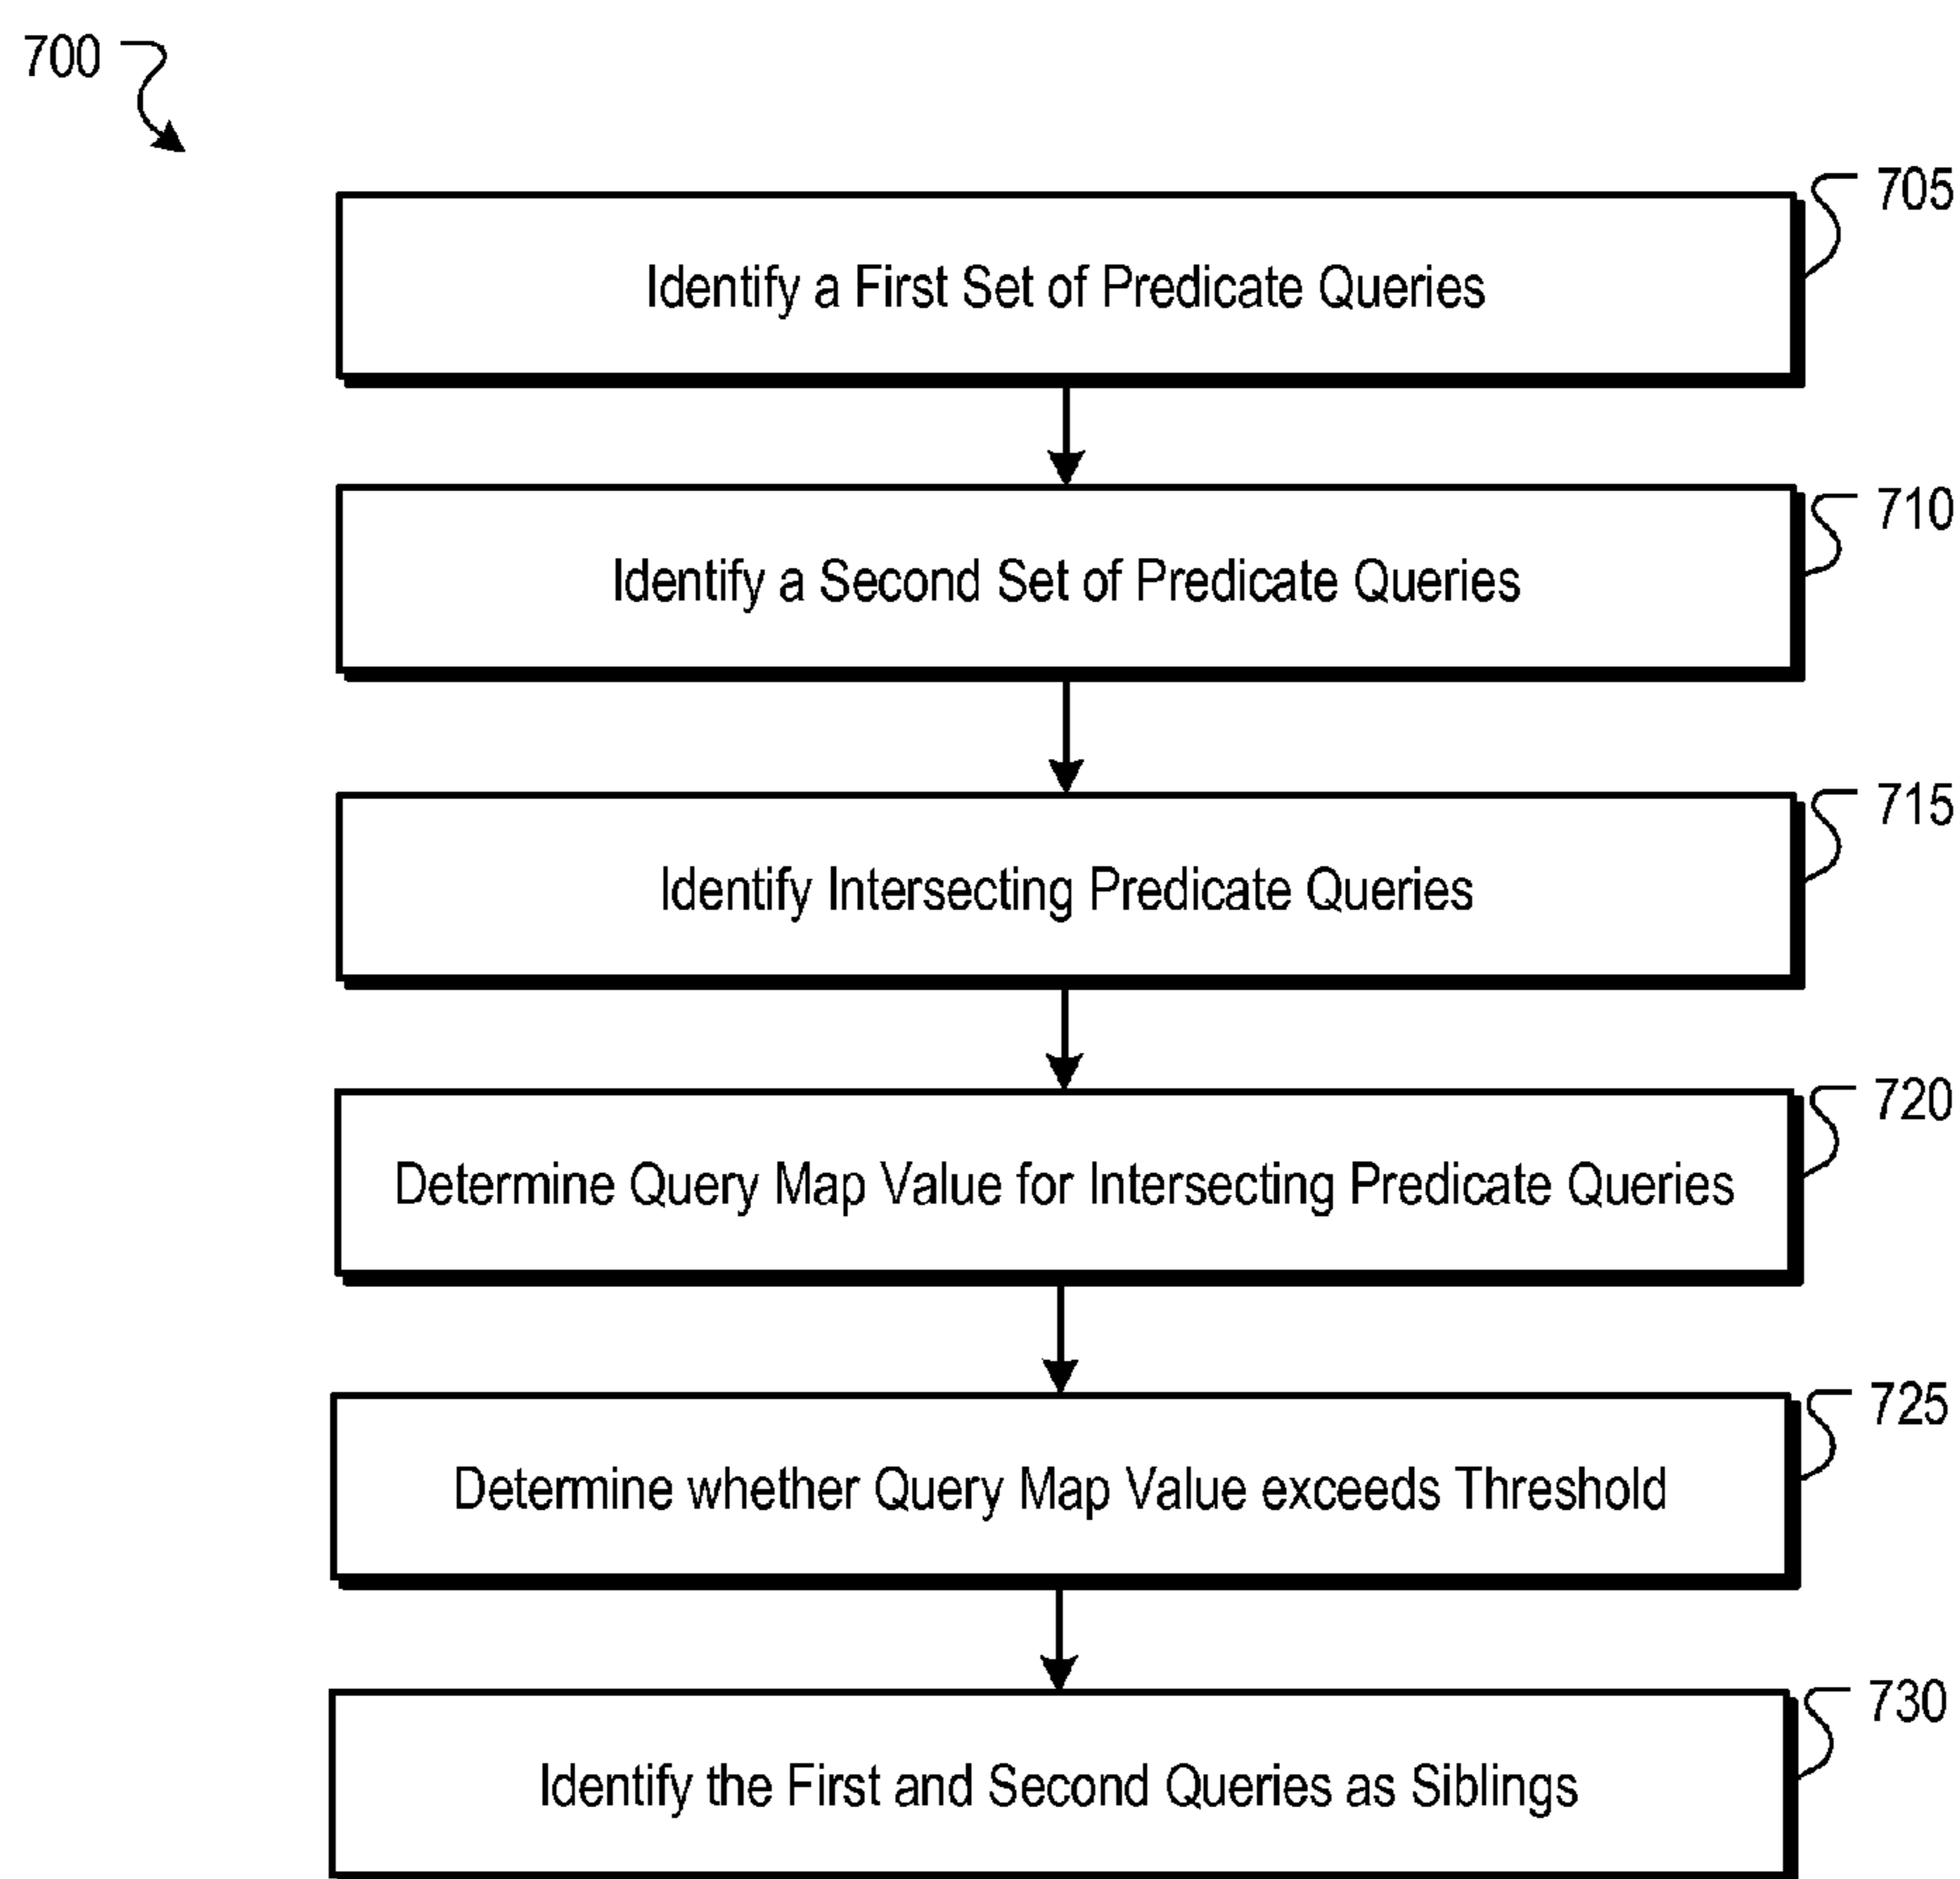 700
705
Identify a First Set of Predicate Queries
710
Identify a Second Set of Predicate Queries
715
Identify Intersecting Predicate Queries
720
Determine Query Map Value for Intersecting Predicate Queries
725
Determine whether Query Map Value exceeds Threshold
730
Identify the First and Second Queries as Siblings